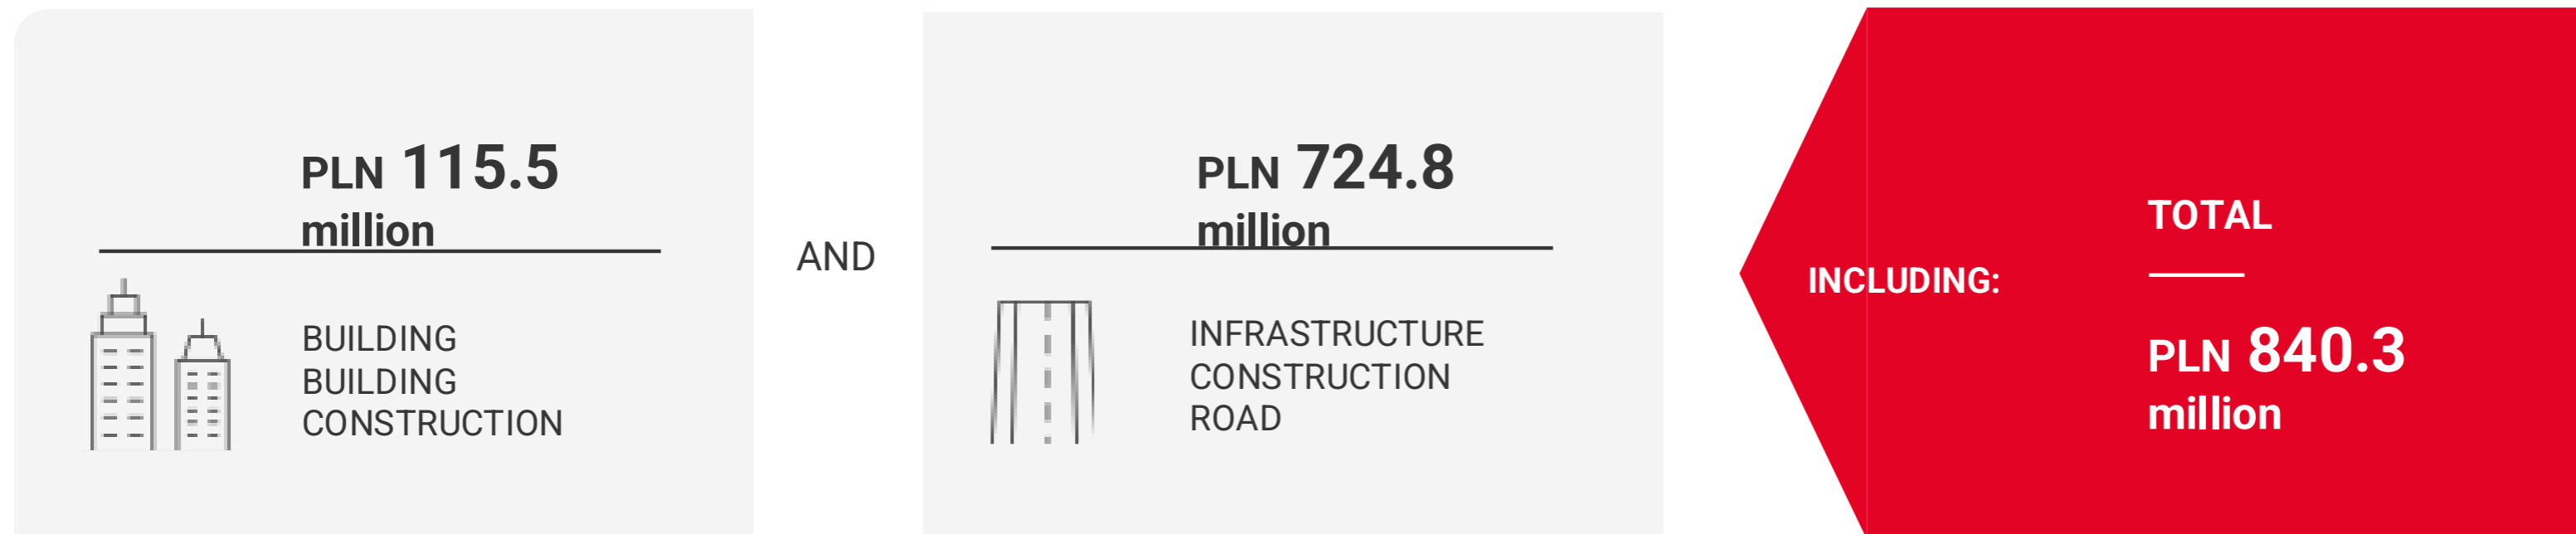 PLN 115.5
million
BUILDING
BUILDING
CONSTRUCTION
AND
PLN 724.8
million
INFRASTRUCTURE
CONSTRUCTION
ROAD
INCLUDING:
TOTAL
PLN 840.3
million